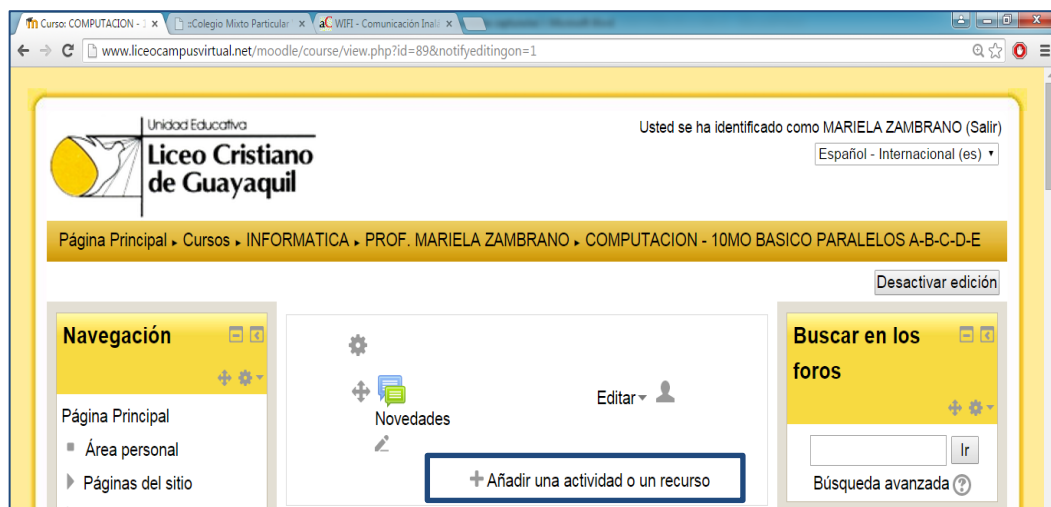 Curso: COMPUTACION - 1
::Colegio Mixto Particular
aC WIFI - Comunicación Inalá
www.liceocampusvirtual.net/moodle/course/view.php?id=89&notifyeditingon=1
Unidad Educativa
Liceo Cristiano
de Guayaquil
Usted se ha identificado como MARIELA ZAMBRANO (Salir)
Español - Internacional (es)
Página Principal ▸ Cursos ▸ INFORMATICA ▸ PROF. MARIELA ZAMBRANO ▸ COMPUTACION - 10MO BASICO PARALELOS A-B-C-D-E
Desactivar edición
Navegación
Página Principal
Área personal
Páginas del sitio
Novedades
Editar
Añadir una actividad o un recurso
Buscar en los
foros
Ir
Búsqueda avanzada